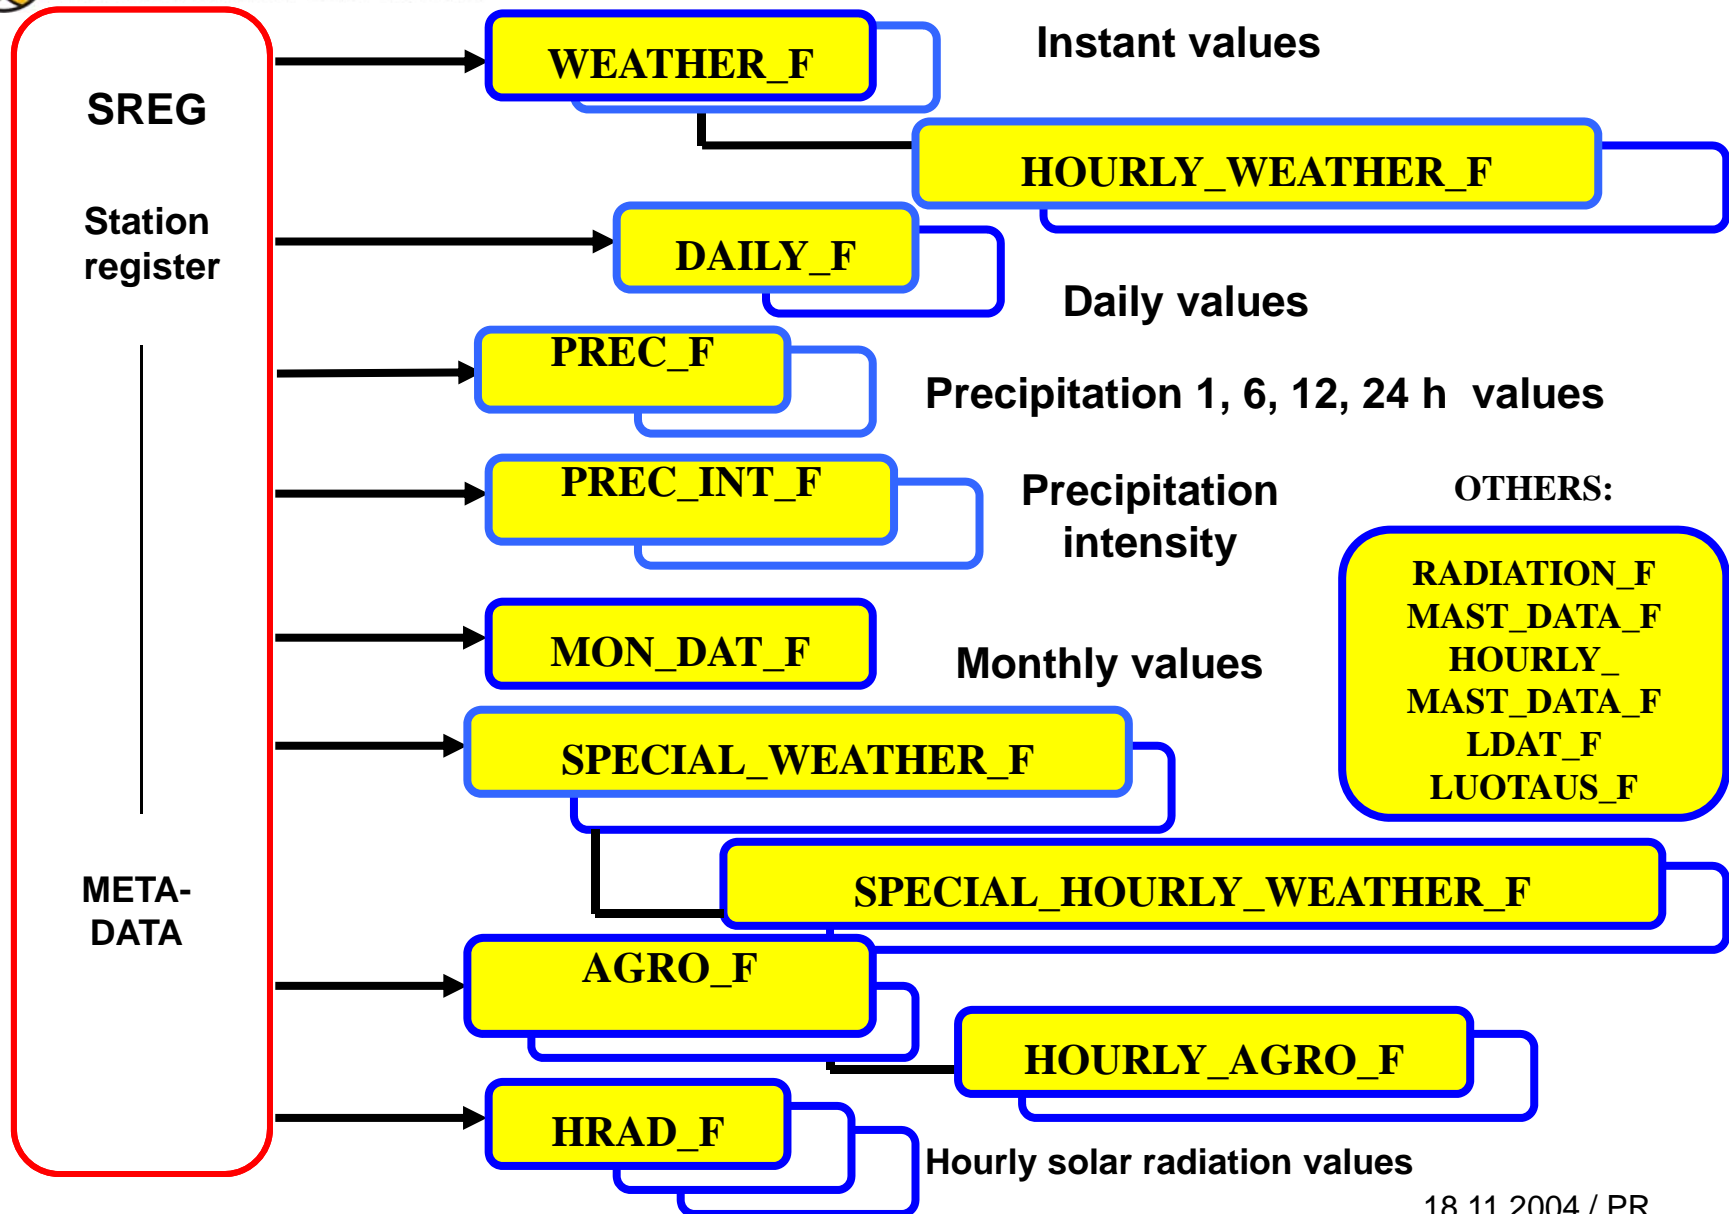 SREG
Station
register
META-
DATA
WEATHER_F
Instant values
HOURLY_WEATHER_F
DAILY_F
Daily values
PREC_F
Precipitation 1, 6, 12, 24 h values
PREC_INT_F
Precipitation
intensity
OTHERS:
RADIATION_F
MAST_DATA_F
HOURLY_
MAST_DATA_F
LDAT_F
LUOTAUS_F
MON_DAT_F
Monthly values
SPECIAL_WEATHER_F
SPECIAL_HOURLY_WEATHER_F
AGRO_F
HOURLY_AGRO_F
HRAD_F
Hourly solar radiation values
18.11.2004 / PR